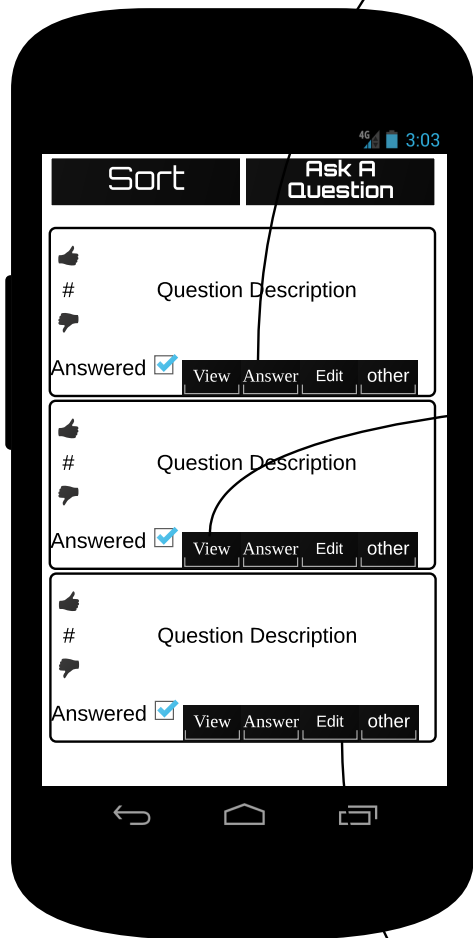 4G 3:03
Sort
Ask A
Question
#
Question Description
Answered View Answer Edit other
#
Question Description
Answered View Answer Edit other
#
Question Description
Answered View Answer Edit other